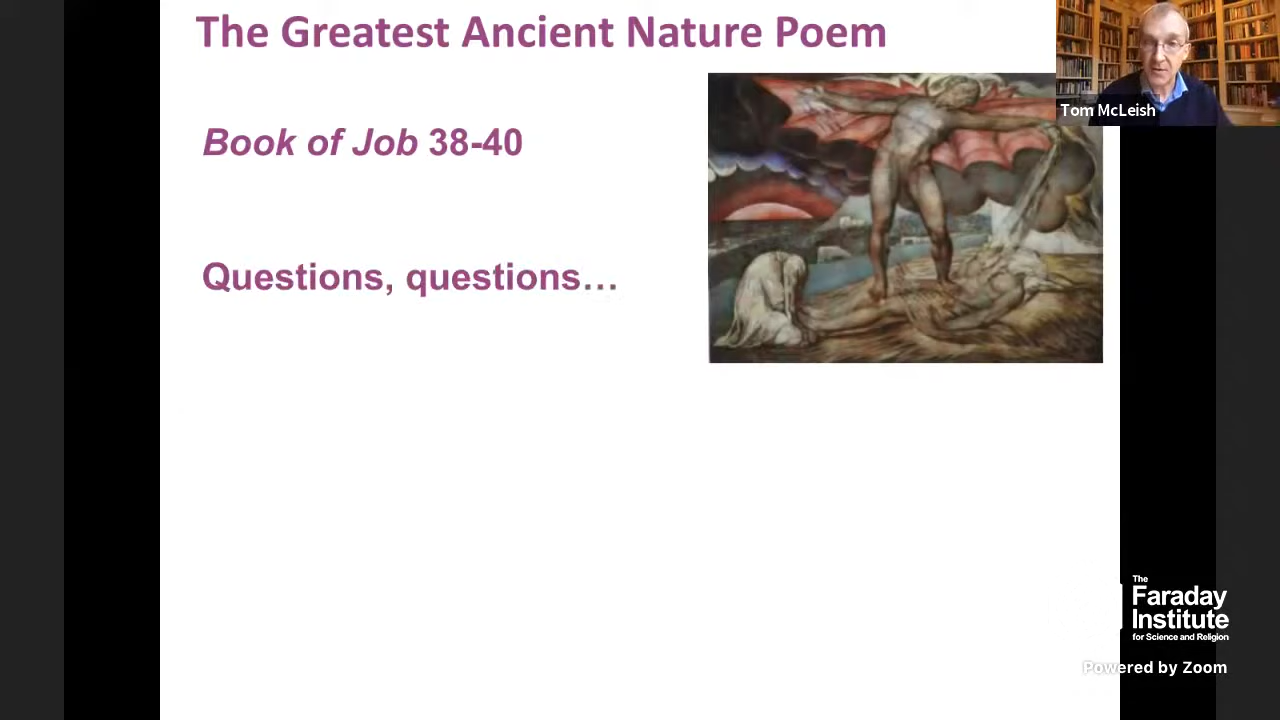 The Greatest Ancient Nature Poem
Tom McLeish
Book of Job 38-40
Questions, questions…
The
Faraday
Institute
for Science and Religion
Powered by Zoom